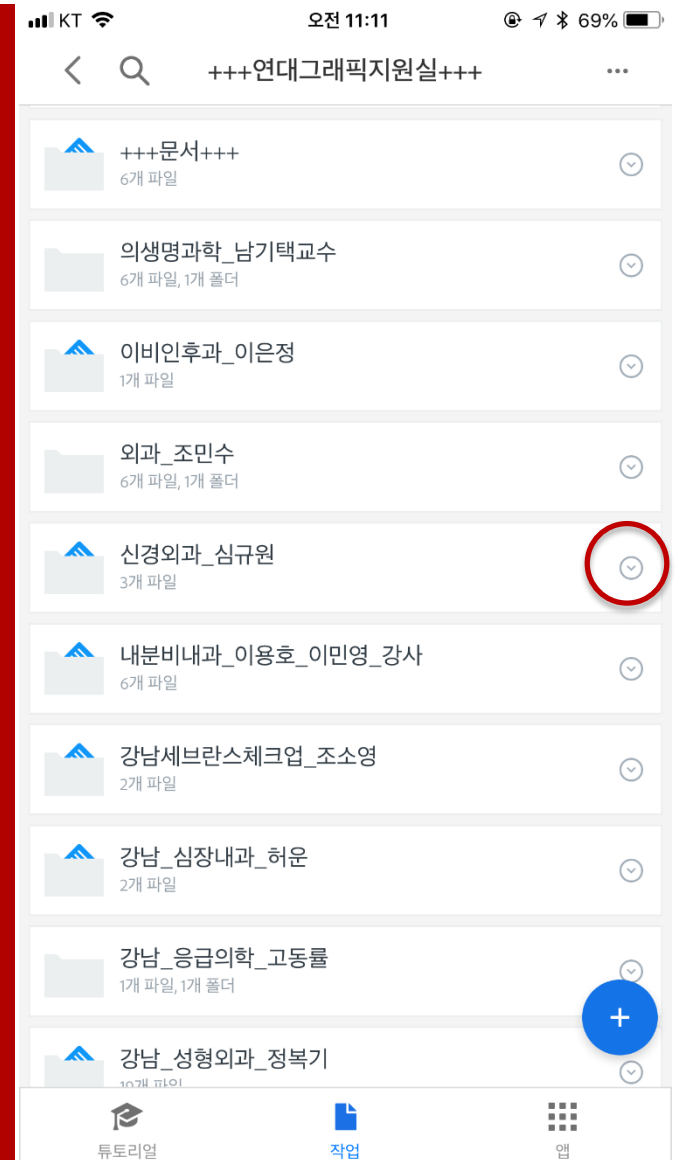 KT 오전 11:11 69%
+++연대그래픽지원실+++
+++문서+++
6개 파일
의생명과학_남기택교수
6개 파일, 1개 폴더
이비인후과_이은정
1개 파일
외과_조민수
6개 파일, 1개 폴더
신경외과_심규원
3개 파일
내분비내과_이용호_이민영_강사
6개 파일
강남세브란스체크업_조소영
2개 파일
강남_심장내과_허운
2개 파일
강남_응급의학_고동률
1개 파일, 1개 폴더
+
강남_성형외과_정복기
튜토리얼 작업 앱